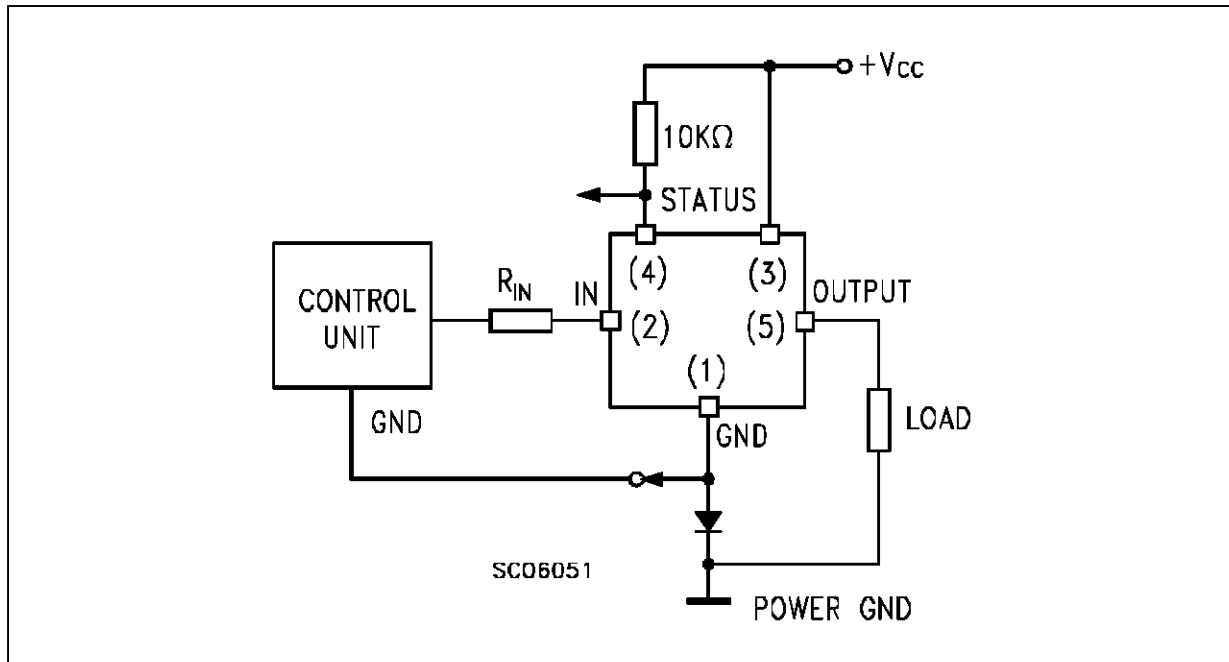 +Vcc
10KΩ
STATUS
(4)
(3)
CONTROL
UNIT
RIN
IN
(2)
(5)
OUTPUT
(1)
GND
GND
LOAD
SC06051
POWER GND